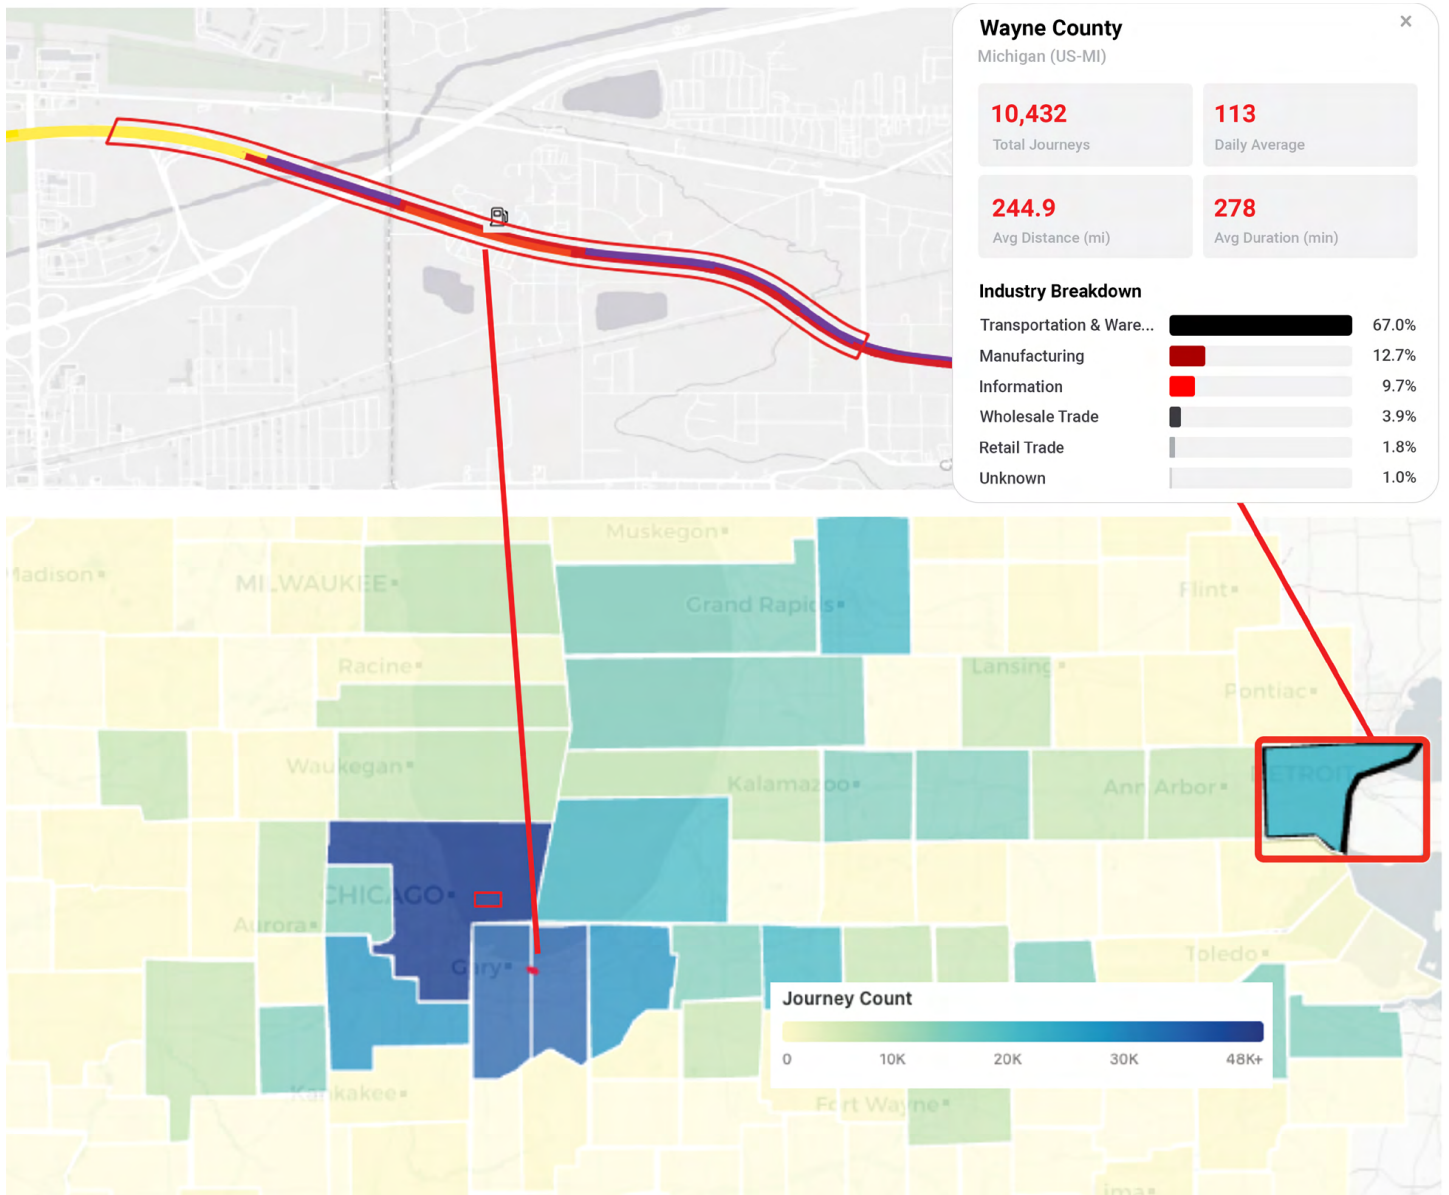 Wayne County
×
Michigan (US-MI)
10,432
Total Journeys
113
Daily Average
244.9
Avg Distance (mi)
278
Avg Duration (min)
Industry Breakdown
Transportation & Ware... 67.0%
Manufacturing 12.7%
Information 9.7%
Wholesale Trade 3.9%
Retail Trade 1.8%
Unknown 1.0%
Muskegon
Madison
MILWAUKEE
Grand Rapids
Flint
Racine
Lansing
Pontiac
Waukegan
Kalamazoo
Ann Arbor
DETROIT
CHICAGO
Aurora
Gary
Toledo
Journey Count
0 10K 20K 30K 48K+
Kankakee
Fort Wayne